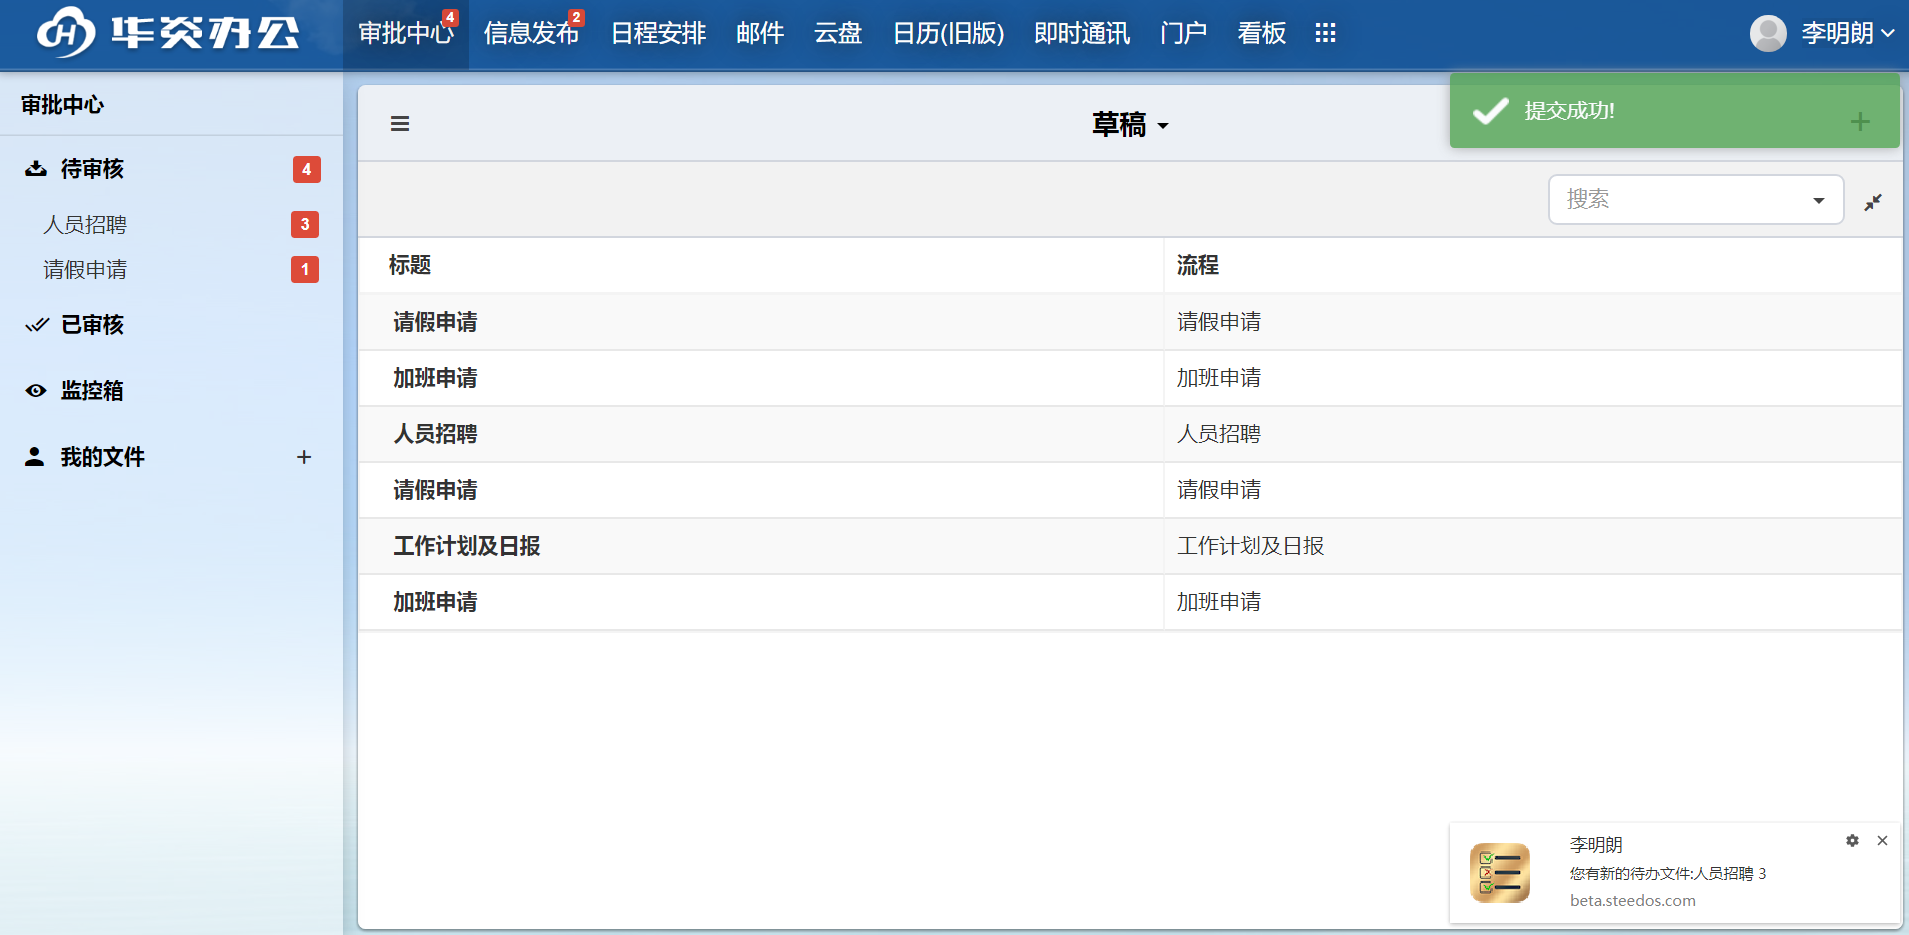 华炎办公
审批中心 4 信息发布 2 日程安排 邮件 云盘 日历(旧版) 即时通讯 门户 看板 李明朗
审批中心
待审核 4
人员招聘 3
请假申请 1
已审核
监控箱
我的文件 +
草稿
提交成功!
搜索
标题 流程
请假申请 请假申请
加班申请 加班申请
人员招聘 人员招聘
请假申请 请假申请
工作计划及日报 工作计划及日报
加班申请 加班申请
李明朗
您有新的待办文件:人员招聘 3
beta.steedos.com